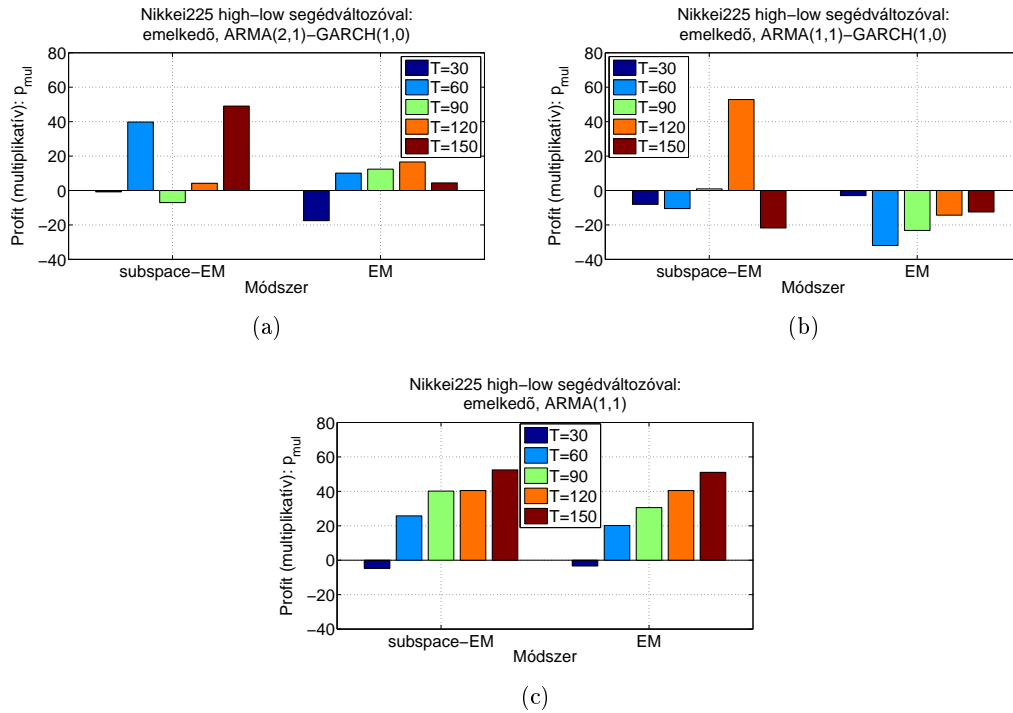 Nikkei225 high−low segédváltozóval:
emelkedõ, ARMA(2,1)−GARCH(1,0)
Profit (multiplikatív): p_mul
80
60
40
20
0
−20
−40
T=30
T=60
T=90
T=120
T=150
subspace−EM
EM
Módszer
(a)
Nikkei225 high−low segédváltozóval:
emelkedõ, ARMA(1,1)−GARCH(1,0)
Profit (multiplikatív): p_mul
80
60
40
20
0
−20
−40
T=30
T=60
T=90
T=120
T=150
subspace−EM
EM
Módszer
(b)
Nikkei225 high−low segédváltozóval:
emelkedõ, ARMA(1,1)
Profit (multiplikatív): p_mul
80
60
40
20
0
−20
−40
T=30
T=60
T=90
T=120
T=150
subspace−EM
EM
Módszer
(c)